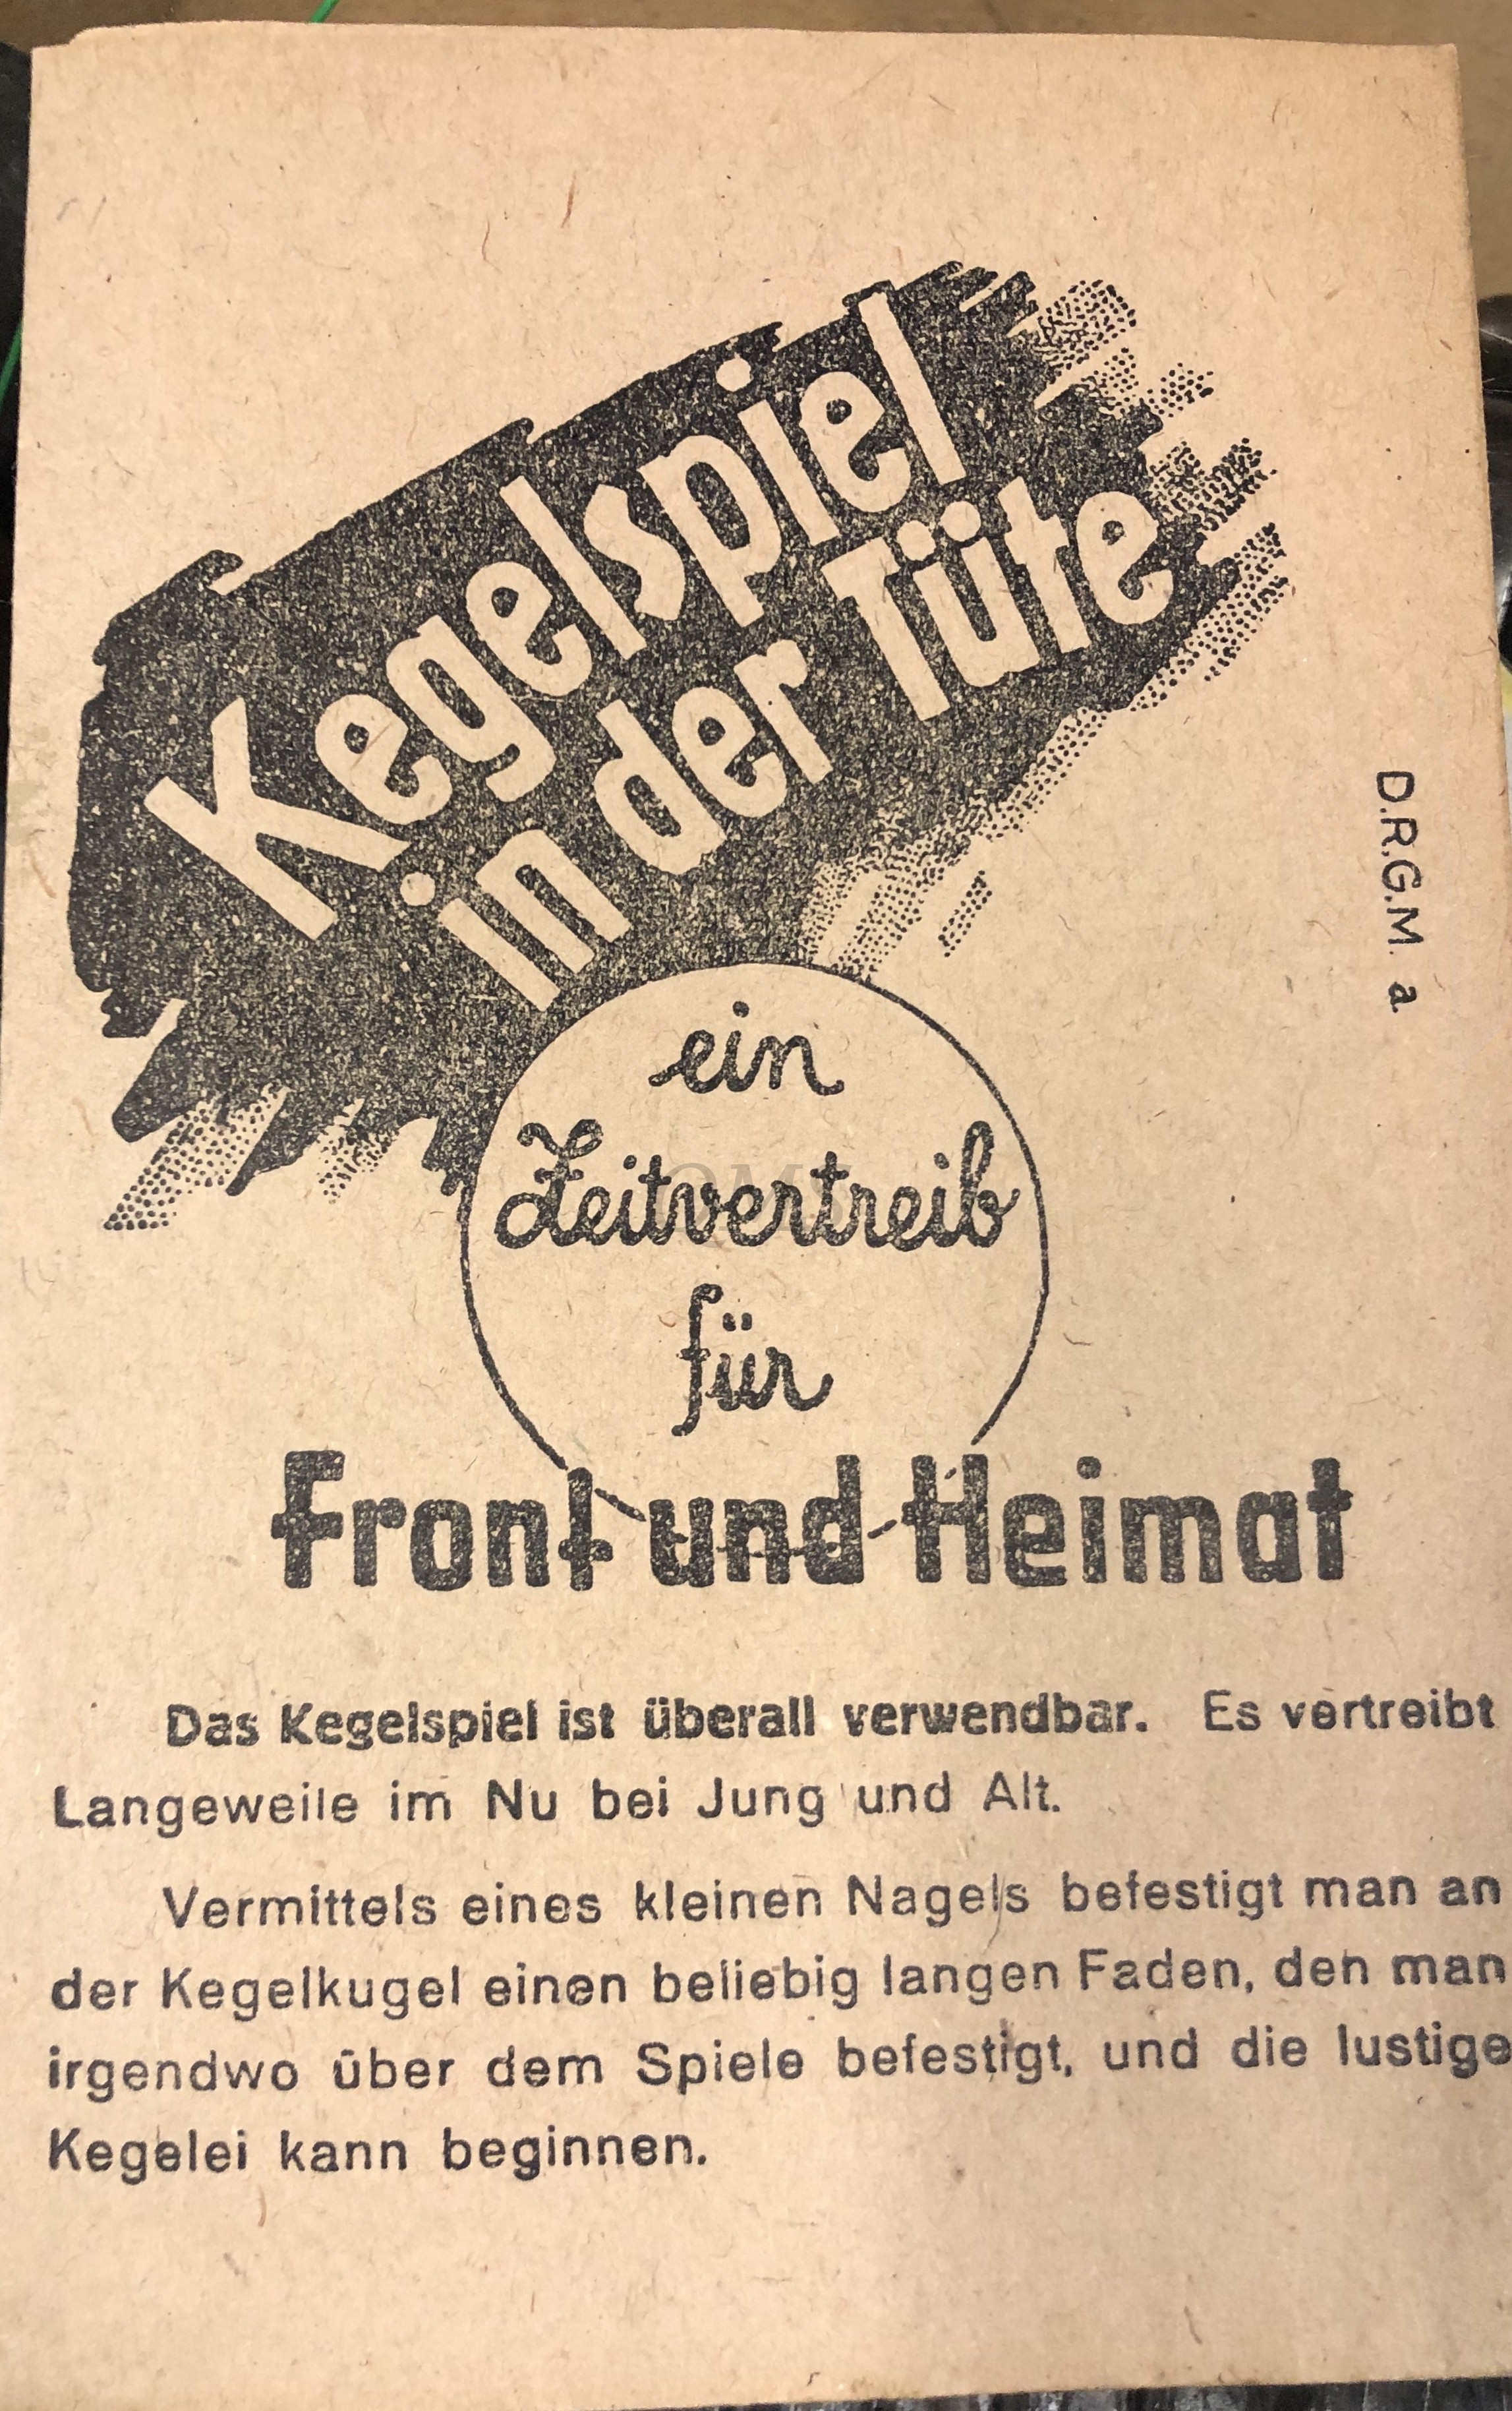 Kegelspiel
in der Tüte
D.R.G.M. a
ein
Zeitvertreib
für
Front und Heimat
Das Kegelspiel ist überall verwendbar. Es vertreibt
Langeweile im Nu bei Jung und Alt.
Vermittels eines kleinen Nagels befestigt man an
der Kegelkugel einen beliebig langen Faden, den man
irgendwo über dem Spiele befestigt, und die lustige
Kegelei kann beginnen.